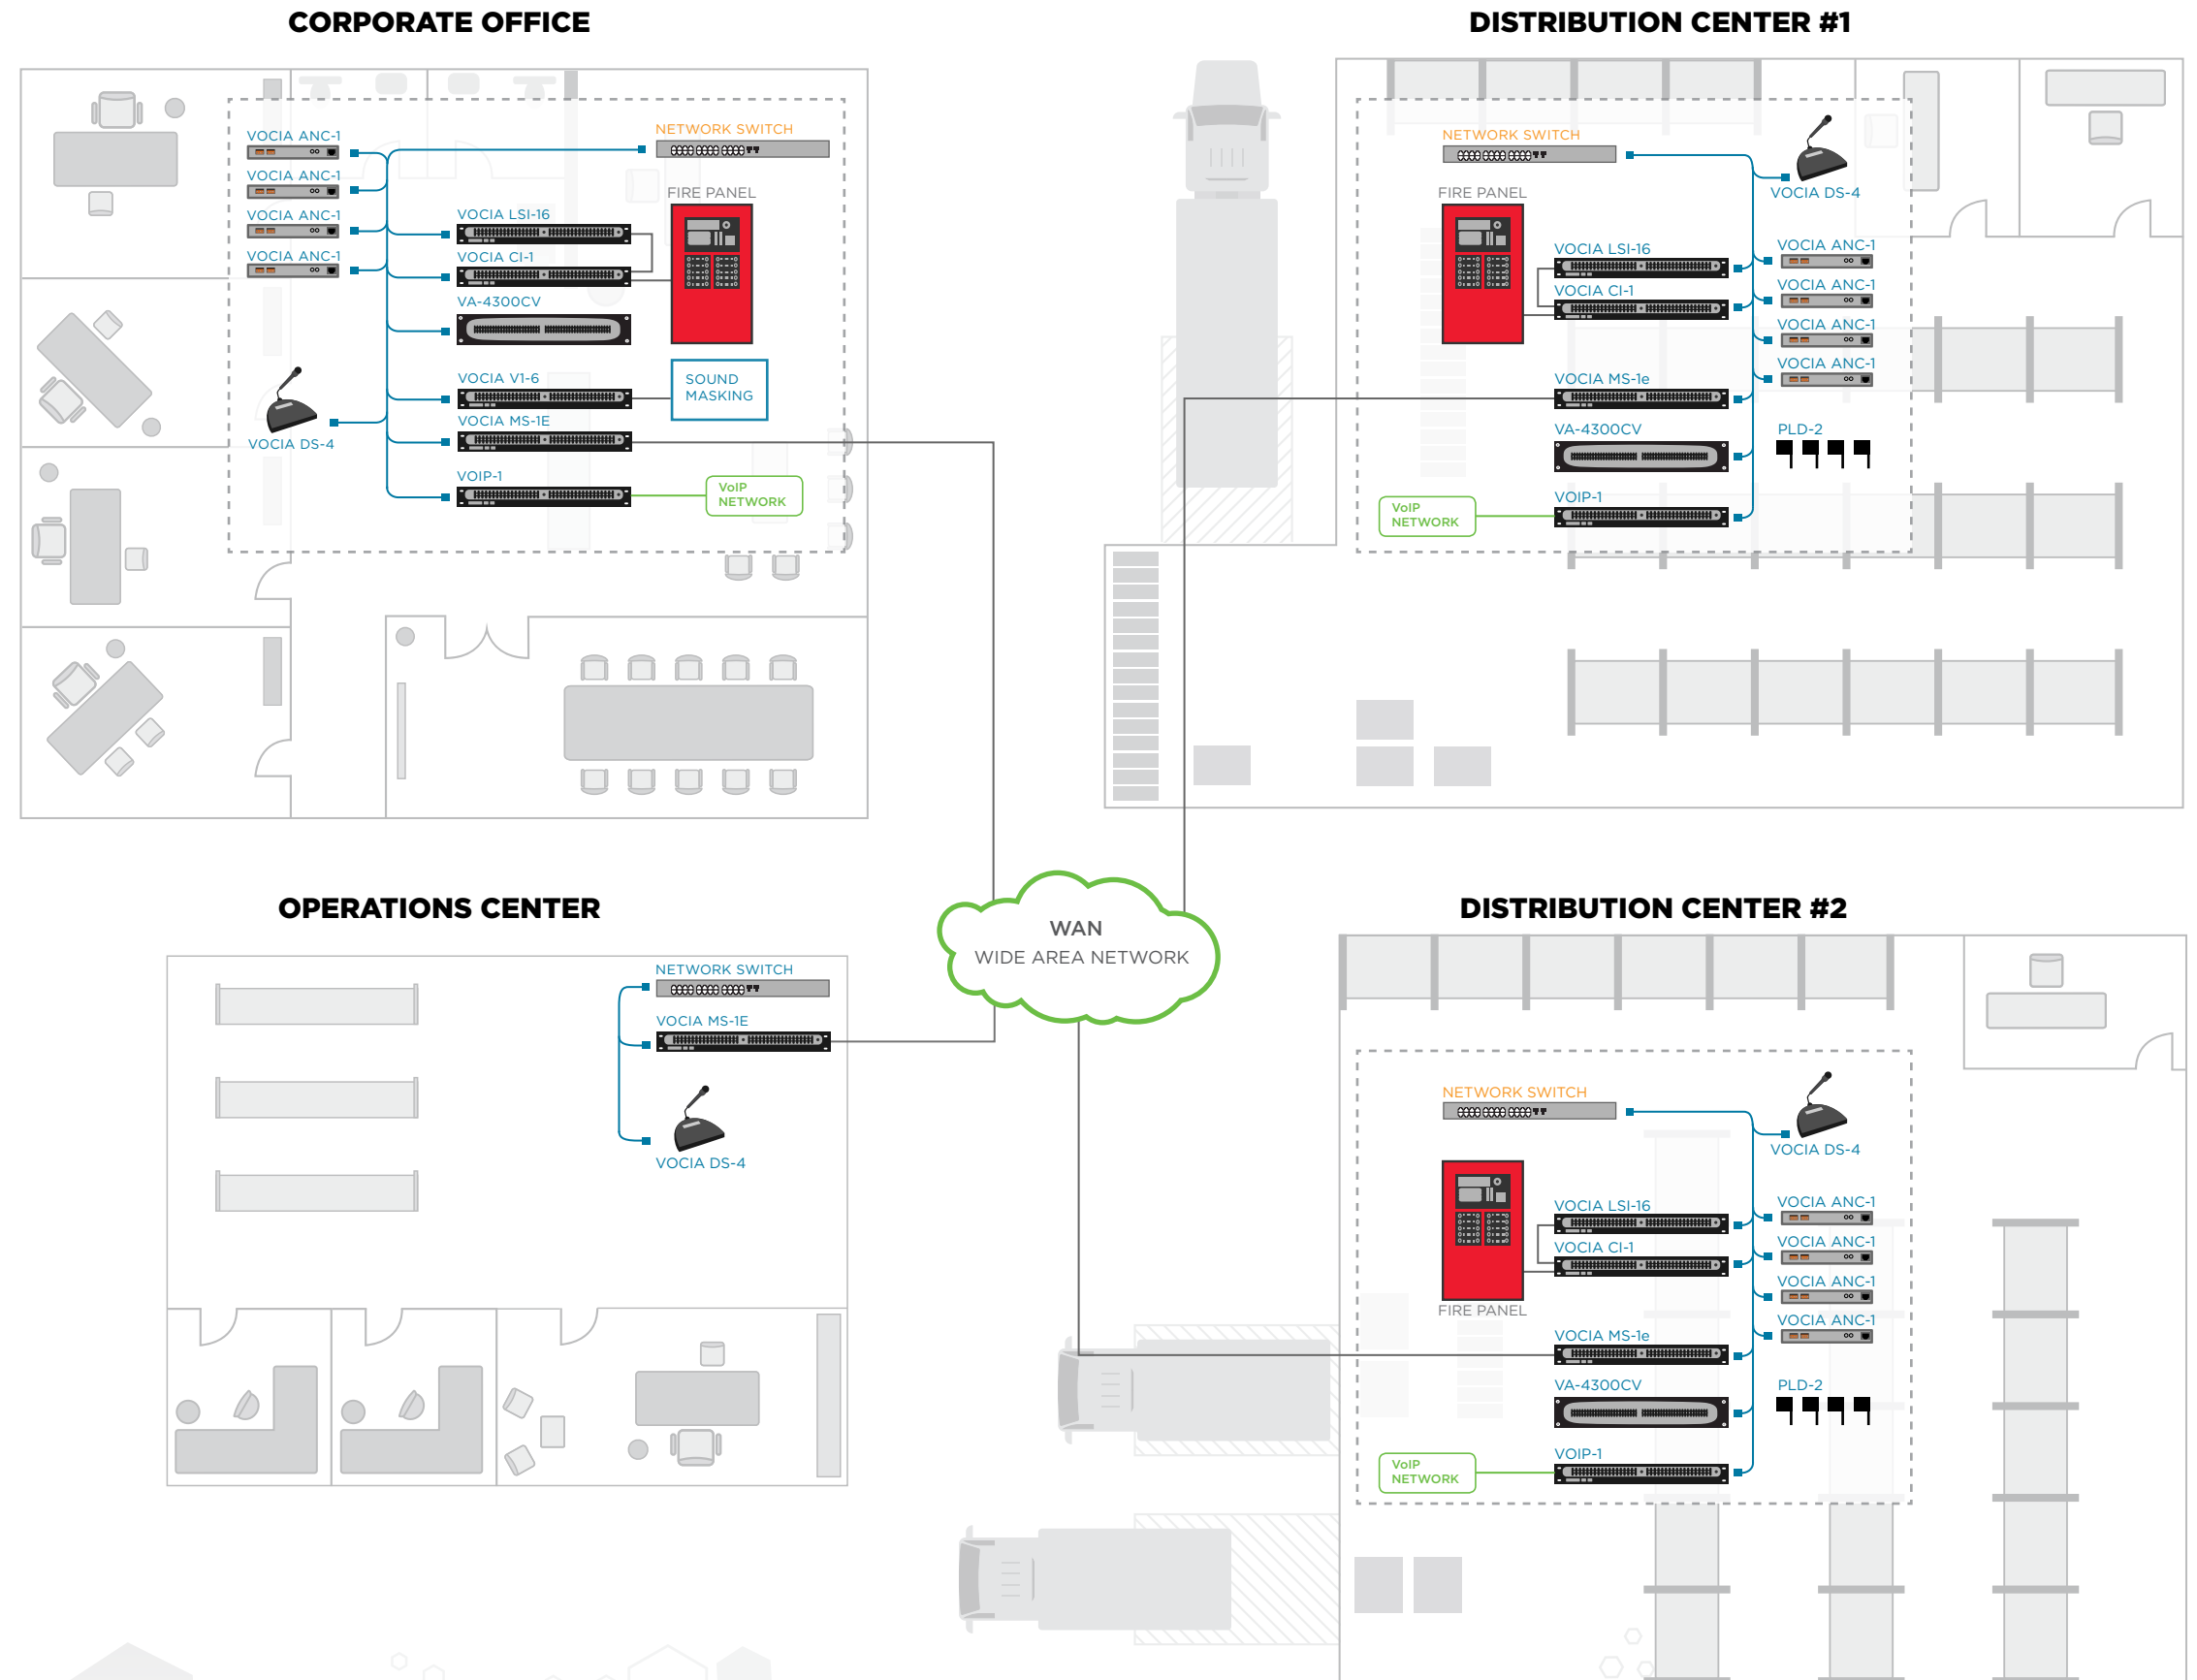 CORPORATE OFFICE
VOCIA ANC-1
VOCIA ANC-1
VOCIA ANC-1
VOCIA ANC-1
NETWORK SWITCH
FIRE PANEL
VOCIA LSI-16
VOCIA CI-1
VA-4300CV
VOCIA V1-6
SOUND
MASKING
VOCIA MS-1E
VOCIA DS-4
VOIP-1
VoIP
NETWORK
DISTRIBUTION CENTER #1
NETWORK SWITCH
VOCIA DS-4
FIRE PANEL
VOCIA LSI-16
VOCIA CI-1
VOCIA ANC-1
VOCIA ANC-1
VOCIA ANC-1
VOCIA ANC-1
VOCIA MS-1e
VA-4300CV
PLD-2
VOIP-1
VoIP
NETWORK
WAN
WIDE AREA NETWORK
OPERATIONS CENTER
NETWORK SWITCH
VOCIA MS-1E
VOCIA DS-4
DISTRIBUTION CENTER #2
NETWORK SWITCH
VOCIA DS-4
VOCIA LSI-16
VOCIA CI-1
FIRE PANEL
VOCIA ANC-1
VOCIA ANC-1
VOCIA ANC-1
VOCIA ANC-1
VOCIA MS-1e
VA-4300CV
PLD-2
VOIP-1
VoIP
NETWORK